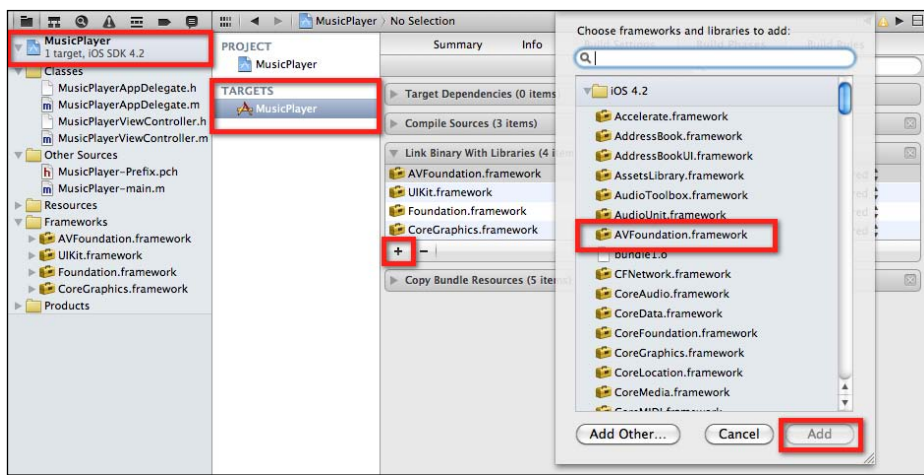 MusicPlayer
No Selection
MusicPlayer
1 target, iOS SDK 4.2
Classes
MusicPlayerAppDelegate.h
MusicPlayerAppDelegate.m
MusicPlayerViewController.h
MusicPlayerViewController.m
Other Sources
MusicPlayer-Prefix.pch
MusicPlayer-main.m
Resources
Frameworks
AVFoundation.framework
UIKit.framework
Foundation.framework
CoreGraphics.framework
Products
PROJECT
MusicPlayer
TARGETS
MusicPlayer
Summary
Info
Target Dependencies (0 items
Compile Sources (3 items)
Link Binary With Libraries (4
AVFoundation.framework
UIKit.framework
Foundation.framework
CoreGraphics.framework
+ −
Copy Bundle Resources (5
Choose frameworks and libraries to add:
iOS 4.2
Accelerate.framework
AddressBook.framework
AddressBookUI.framework
AssetsLibrary.framework
AudioToolbox.framework
AudioUnit.framework
AVFoundation.framework
bundle1.o
CFNetwork.framework
CoreAudio.framework
CoreData.framework
CoreFoundation.framework
CoreGraphics.framework
CoreLocation.framework
CoreMedia.framework
CoreMIDI.framework
Add Other...
Cancel
Add